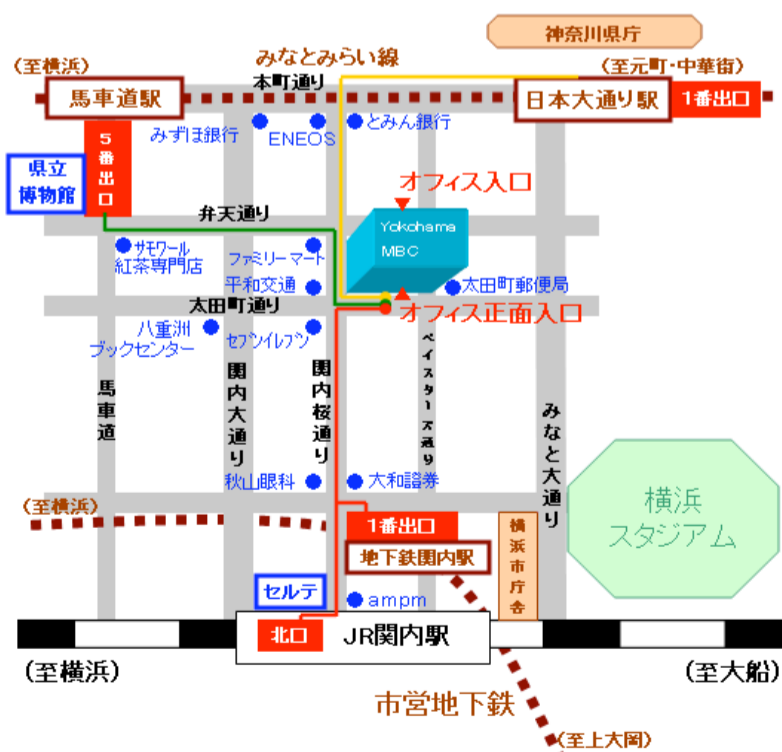 神奈川県庁
みなとみらい線
(至横浜)
本町通り
(至元町・中華街)
馬車道駅
日本大通り駅
1番出口
みずほ銀行
ENEOS
とみん銀行
5番出口
県立
博物館
オフィス入口
弁天通り
Yokohama
MBC
サモワール
紅茶専門店
ファミリーマート
平和交通
太田町郵便局
太田町通り
オフィス正面入口
八重洲
ブックセンター
セブンイレブン
馬車道
関内大通り
関内桜通り
ベイスターズ通り
みなと大通り
秋山眼科
大和證券
横浜
スタジアム
(至横浜)
1番出口
横浜市庁舎
地下鉄関内駅
セルテ
ampm
北口
JR関内駅
(至横浜)
(至大船)
市営地下鉄
(至上大岡)